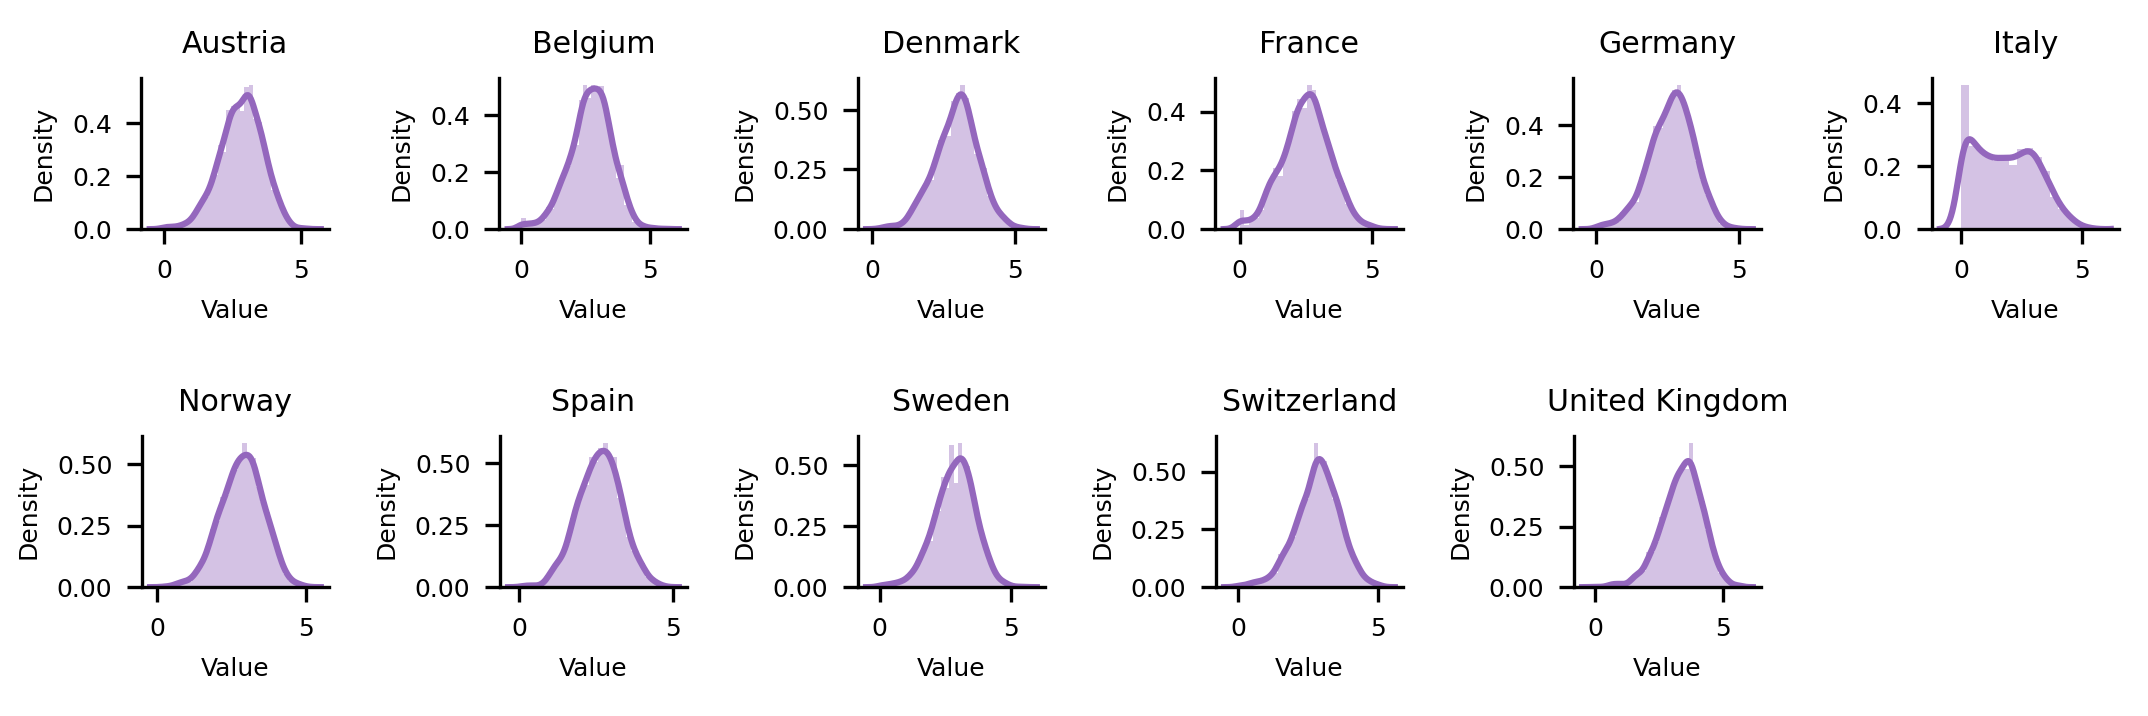 Austria
Belgium
Denmark
France
Germany
Italy
Density
0.4
0.2
0.0
Density
0.4
0.2
0.0
Density
0.50
0.25
0.00
Density
0.4
0.2
0.0
Density
0.4
0.2
0.0
Density
0.4
0.2
0.0
0 5
0 5
0 5
0 5
0 5
0 5
Value
Value
Value
Value
Value
Value
Norway
Spain
Sweden
Switzerland
United Kingdom
Density
0.50
0.25
0.00
Density
0.50
0.25
0.00
Density
0.50
0.25
0.00
Density
0.50
0.25
0.00
Density
0.50
0.25
0.00
0 5
0 5
0 5
0 5
0 5
Value
Value
Value
Value
Value